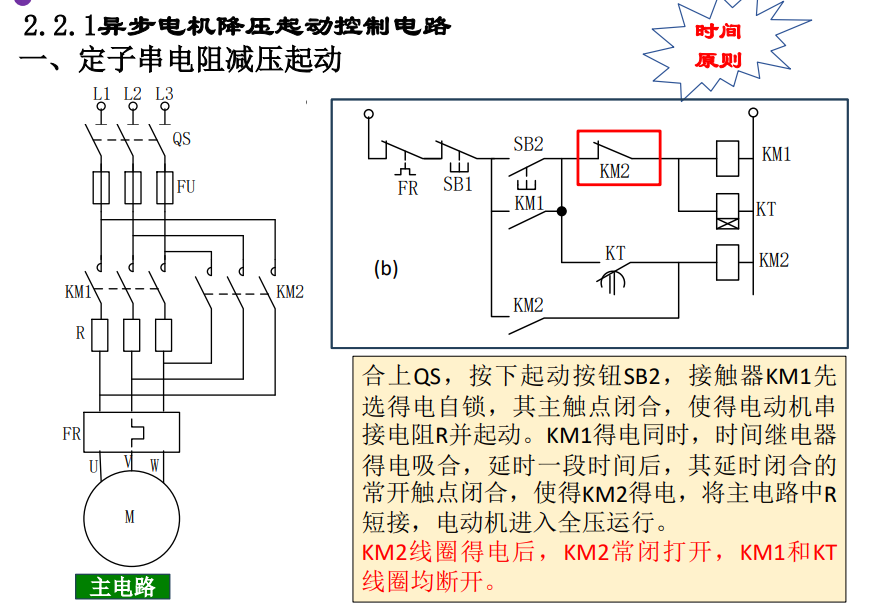 2.2.1异步电机降压起动控制电路
一、定子串电阻减压起动
时间
原则
L1 L2 L3
QS
FU
KM1
KM2
R
FR
U V W
M
主电路
FR
SB1
SB2
KM1
KM2
KM1
KT
KT
KM2
KM2
(b)
合上QS，按下起动按钮SB2，接触器KM1先
选得电自锁，其主触点闭合，使得电动机串
接电阻R并起动。KM1得电同时，时间继电器
得电吸合，延时一段时间后，其延时闭合的
常开触点闭合，使得KM2得电，将主电路中R
短接，电动机进入全压运行。
KM2线圈得电后，KM2常闭打开，KM1和KT
线圈均断开。